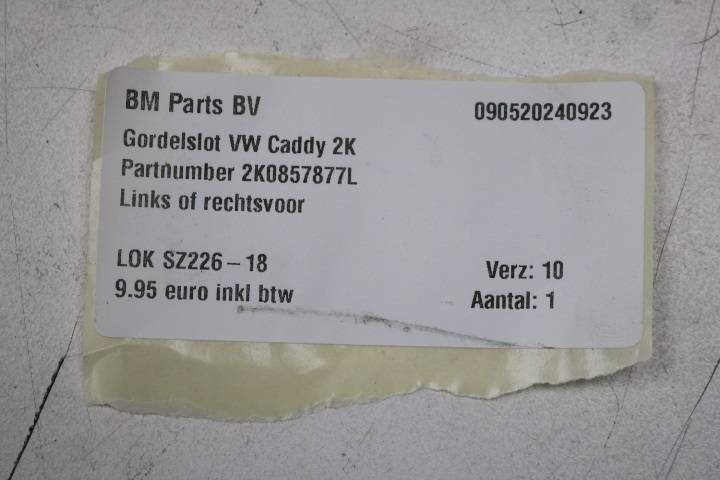 BM Parts BV 090520240923
Gordelslot VW Caddy 2K
Partnumber 2K0857877L
Links of rechtsvoor
LOK SZ226-18 Verz: 10
9.95 euro inkl btw Aantal: 1